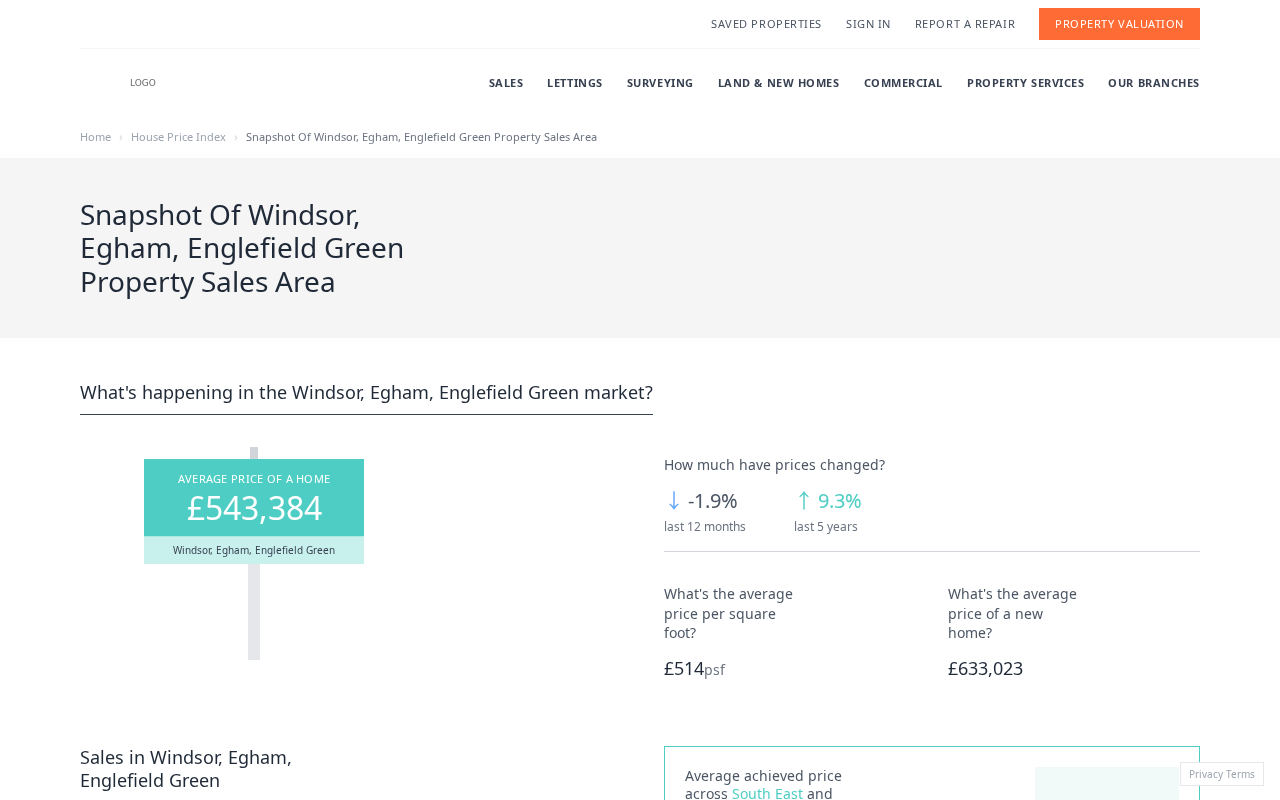 SAVED PROPERTIES SIGN IN REPORT A REPAIR PROPERTY VALUATION
LOGO SALES LETTINGS SURVEYING LAND & NEW HOMES COMMERCIAL PROPERTY SERVICES OUR BRANCHES
Home › House Price Index › Snapshot Of Windsor, Egham, Englefield Green Property Sales Area
Snapshot Of Windsor,
Egham, Englefield Green
Property Sales Area
What's happening in the Windsor, Egham, Englefield Green market?
AVERAGE PRICE OF A HOME
£543,384
Windsor, Egham, Englefield Green
How much have prices changed?
↓ -1.9% ↑ 9.3%
last 12 months last 5 years
What's the average
price per square
foot?
£514psf
What's the average
price of a new
home?
£633,023
Sales in Windsor, Egham,
Englefield Green
Average achieved price
across South East and
Privacy Terms